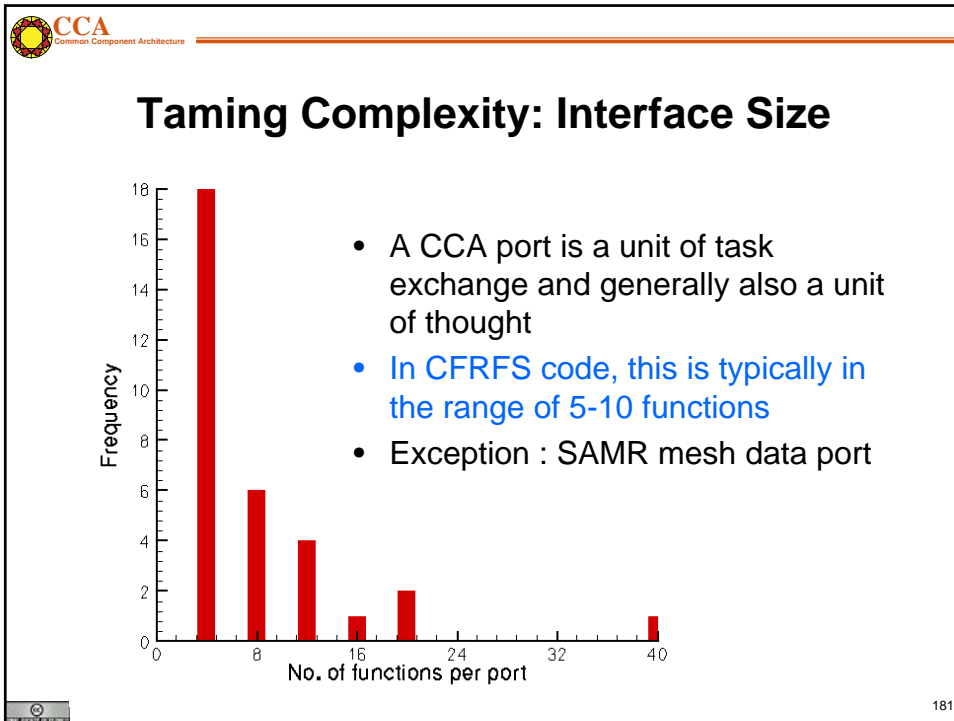 CCA
Common Component Architecture
Taming Complexity: Interface Size
18
16
14
12
10
8
6
4
2
0
Frequency
0 8 16 24 32 40
No. of functions per port
• A CCA port is a unit of task
exchange and generally also a unit
of thought
• In CFRFS code, this is typically in
the range of 5-10 functions
• Exception : SAMR mesh data port
cc
181